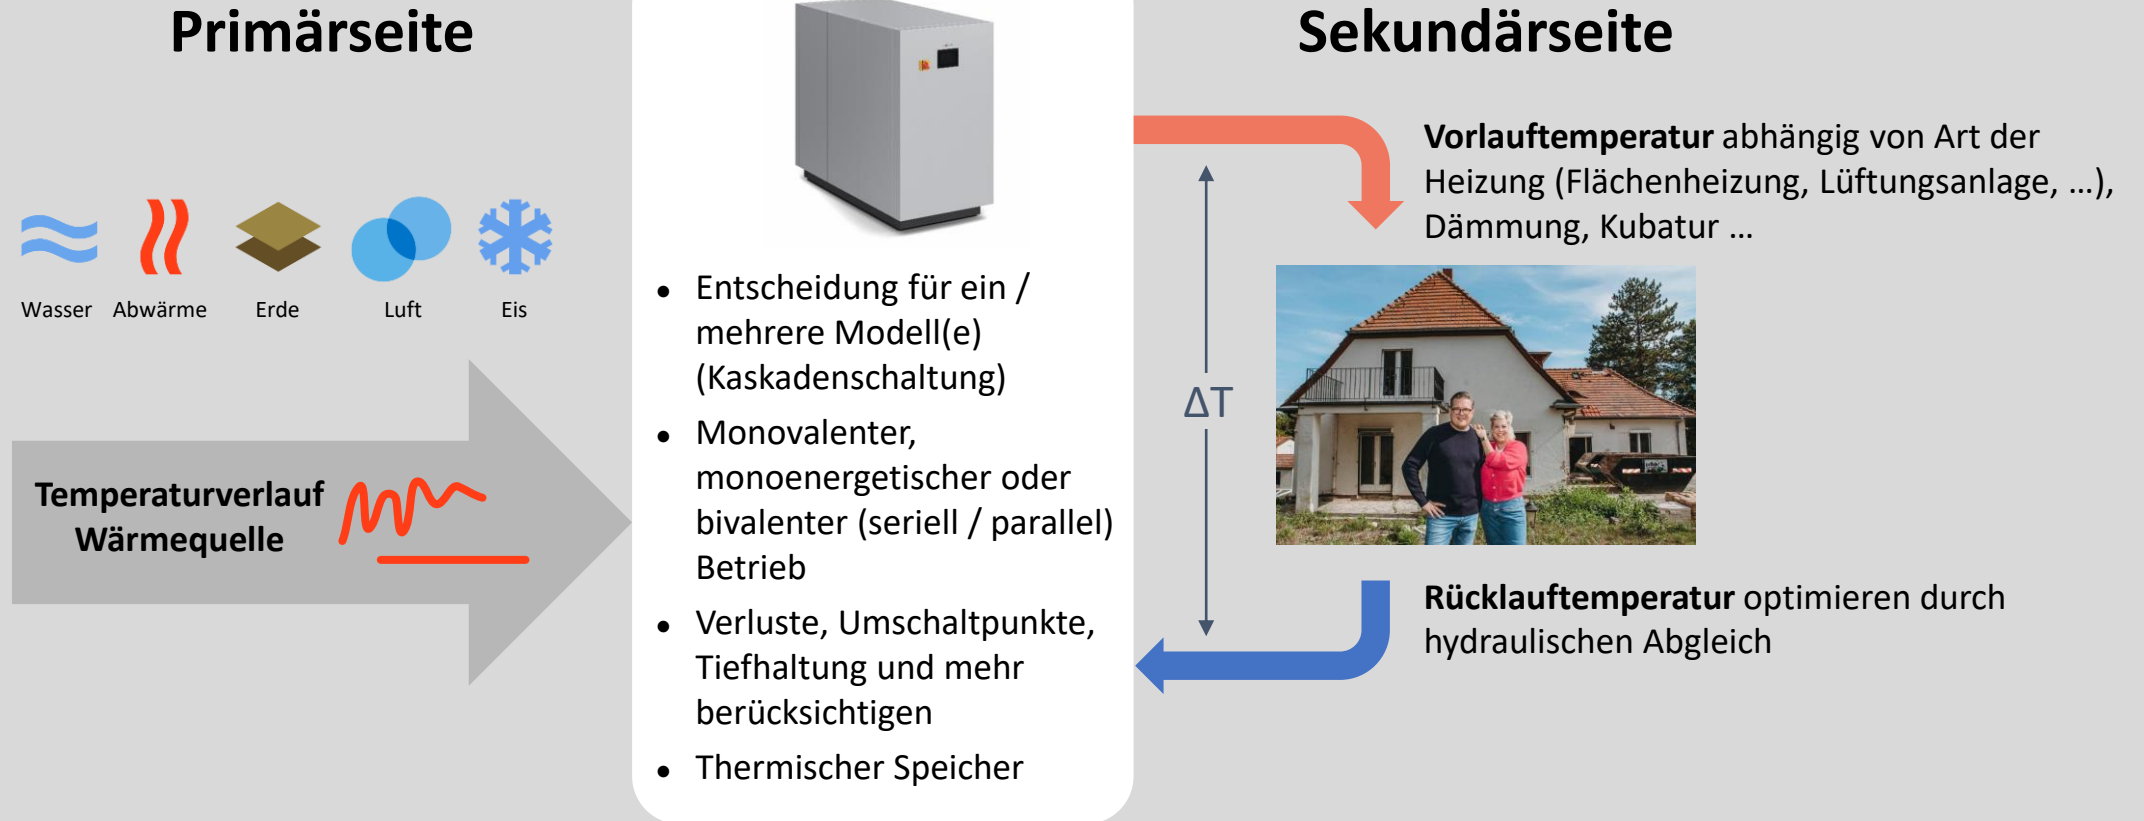 Primärseite
Sekundärseite
Wasser
Abwärme
Erde
Luft
Eis
Temperaturverlauf
Wärmequelle
● Entscheidung für ein /
mehrere Modell(e)
(Kaskadenschaltung)
● Monovalenter,
monoenergetischer oder
bivalenter (seriell / parallel)
Betrieb
● Verluste, Umschaltpunkte,
Tiefhaltung und mehr
berücksichtigen
● Thermischer Speicher
Vorlauftemperatur abhängig von Art der
Heizung (Flächenheizung, Lüftungsanlage, ...),
Dämmung, Kubatur ...
ΔT
Rücklauftemperatur optimieren durch
hydraulischen Abgleich